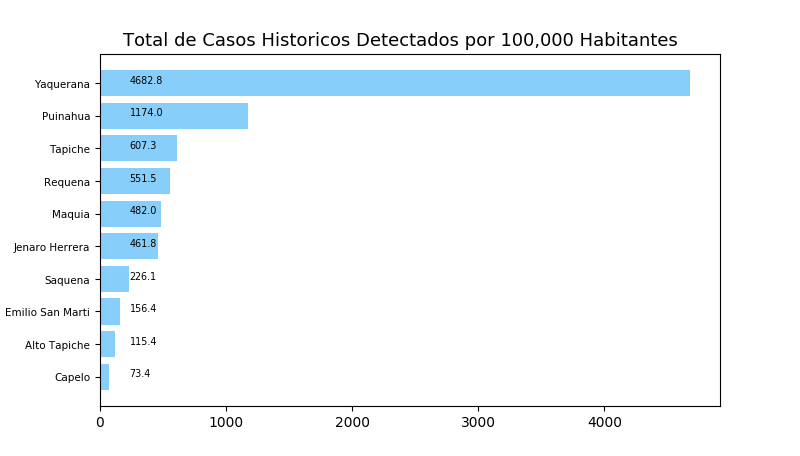 Total de Casos Historicos Detectados por 100,000 Habitantes
Yaquerana 4682.8
Puinahua 1174.0
Tapiche 607.3
Requena 551.5
Maquia 482.0
Jenaro Herrera 461.8
Saquena 226.1
Emilio San Marti 156.4
Alto Tapiche 115.4
Capelo 73.4
0 1000 2000 3000 4000